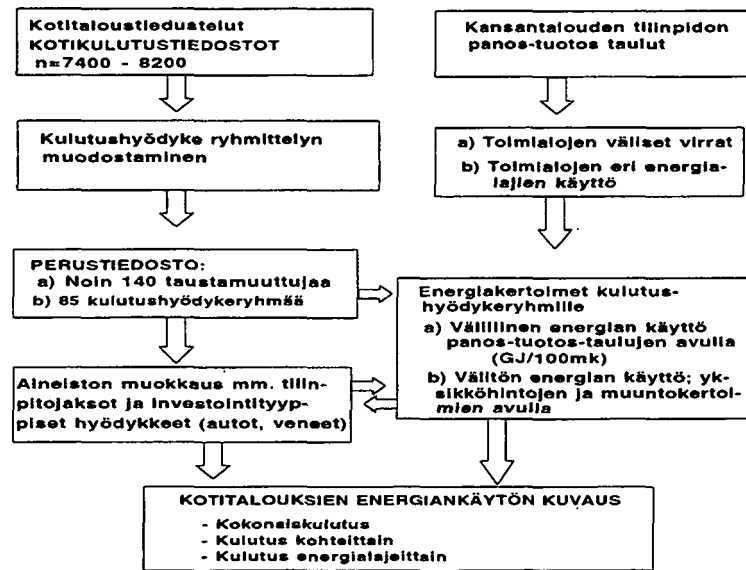 Kotitaloustiedustelut
KOTIKULUTUSTIEDOSTOT
n=7400 - 8200
Kansantalouden tilinpidon
panos-tuotos taulut
Kulutushyödyke ryhmittelyn
muodostaminen
a) Toimialojen väliset virrat
b) Toimialojen eri energia-
lajien käyttö
PERUSTIEDOSTO:
a) Noin 140 taustamuuttujaa
b) 85 kulutushyödykeryhmää
Energiakertoimet kulutus-
hyödykeryhmille
a) Välillinen energian käyttö
panos-tuotos-taulujen avulla
(GJ/100mk)
b) Välitön energian käyttö; yk-
sikköhintojen ja muuntokertoi-
mien avulla
Aineiston muokkaus mm. tilin-
pitojaksot ja investointityyp-
piset hyödykkeet (autot, veneet)
KOTITALOUKSIEN ENERGIANKÄYTÖN KUVAUS
- Kokonaiskulutus
- Kulutus kohteittain
- Kulutus energialajeittain